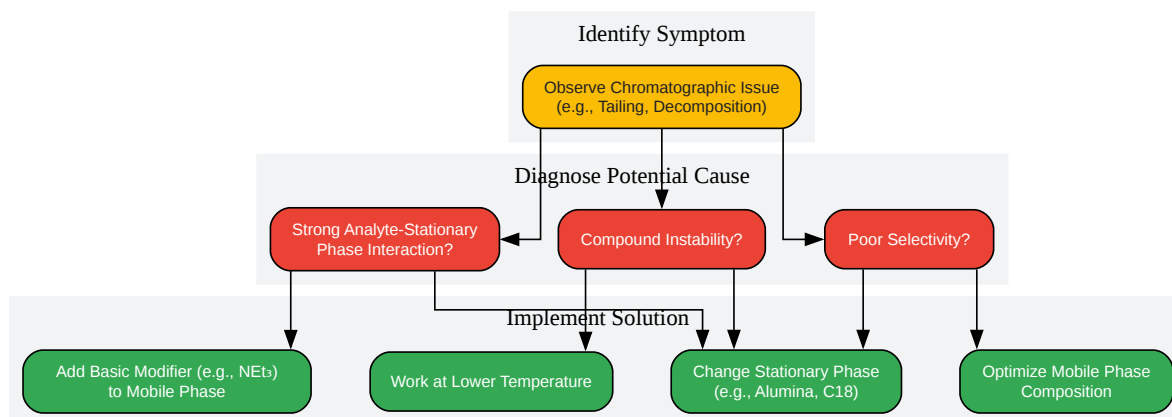 Identify Symptom
Observe Chromatographic Issue
(e.g., Tailing, Decomposition)
Diagnose Potential Cause
Strong Analyte-Stationary
Phase Interaction?
Compound Instability?
Poor Selectivity?
Implement Solution
Add Basic Modifier (e.g., NEt₃)
to Mobile Phase
Work at Lower Temperature
Change Stationary Phase
(e.g., Alumina, C18)
Optimize Mobile Phase
Composition